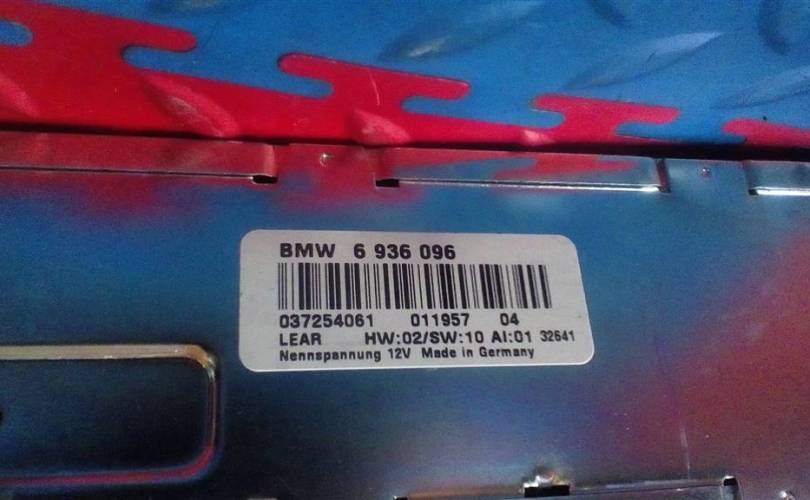 BMW 6 936 096
037254061 011957 04
LEAR HW:02/SW:10 AI:01 32641
Nennspannung 12V Made in Germany